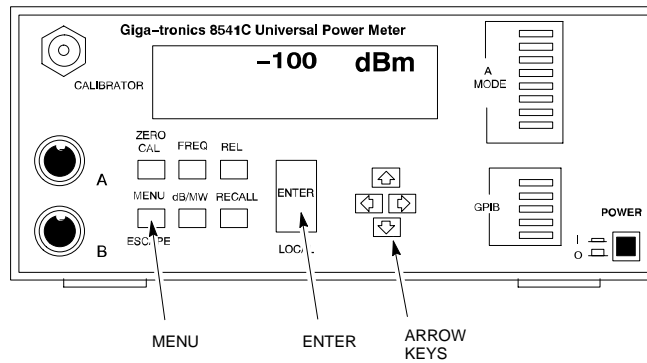 Giga-tronics 8541C Universal Power Meter
−100 dBm
CALIBRATOR
A
MODE
ZERO
CAL
FREQ
REL
A
MENU
dB/MW
RECALL
ENTER
GPIB
POWER
B
ESCAPE
LOCAL
I
O
MENU
ENTER
ARROW
KEYS